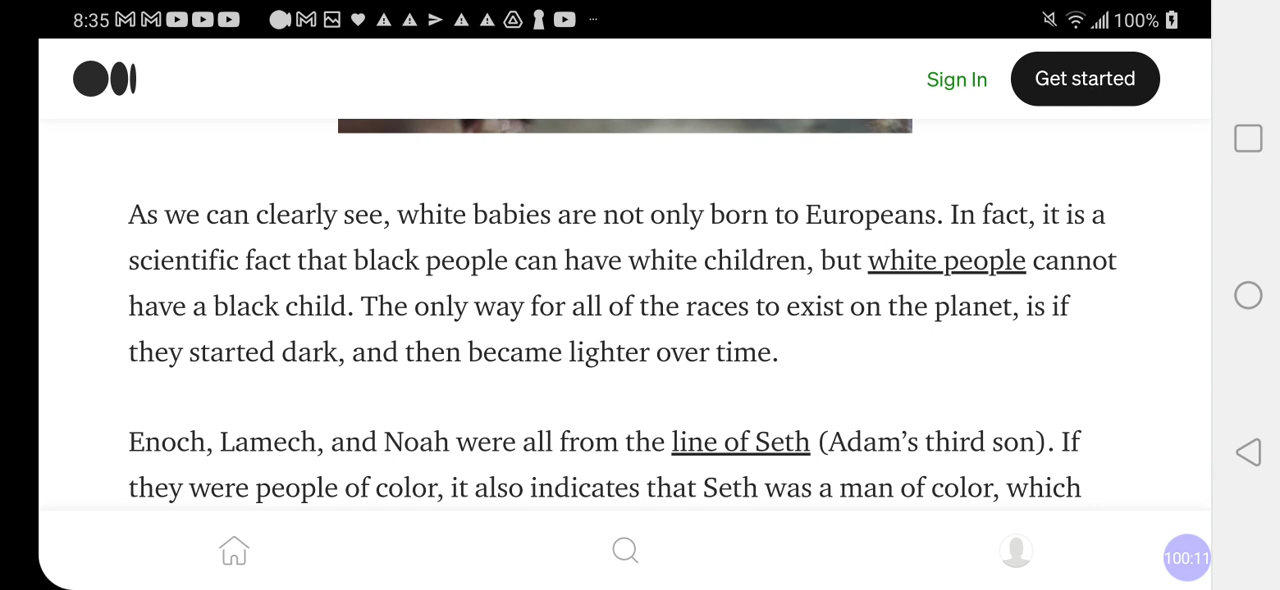 8:35
100%
Sign In
Get started
As we can clearly see, white babies are not only born to Europeans. In fact, it is a
scientific fact that black people can have white children, but white people cannot
have a black child. The only way for all of the races to exist on the planet, is if
they started dark, and then became lighter over time.
Enoch, Lamech, and Noah were all from the line of Seth (Adam’s third son). If
they were people of color, it also indicates that Seth was a man of color, which
100:11